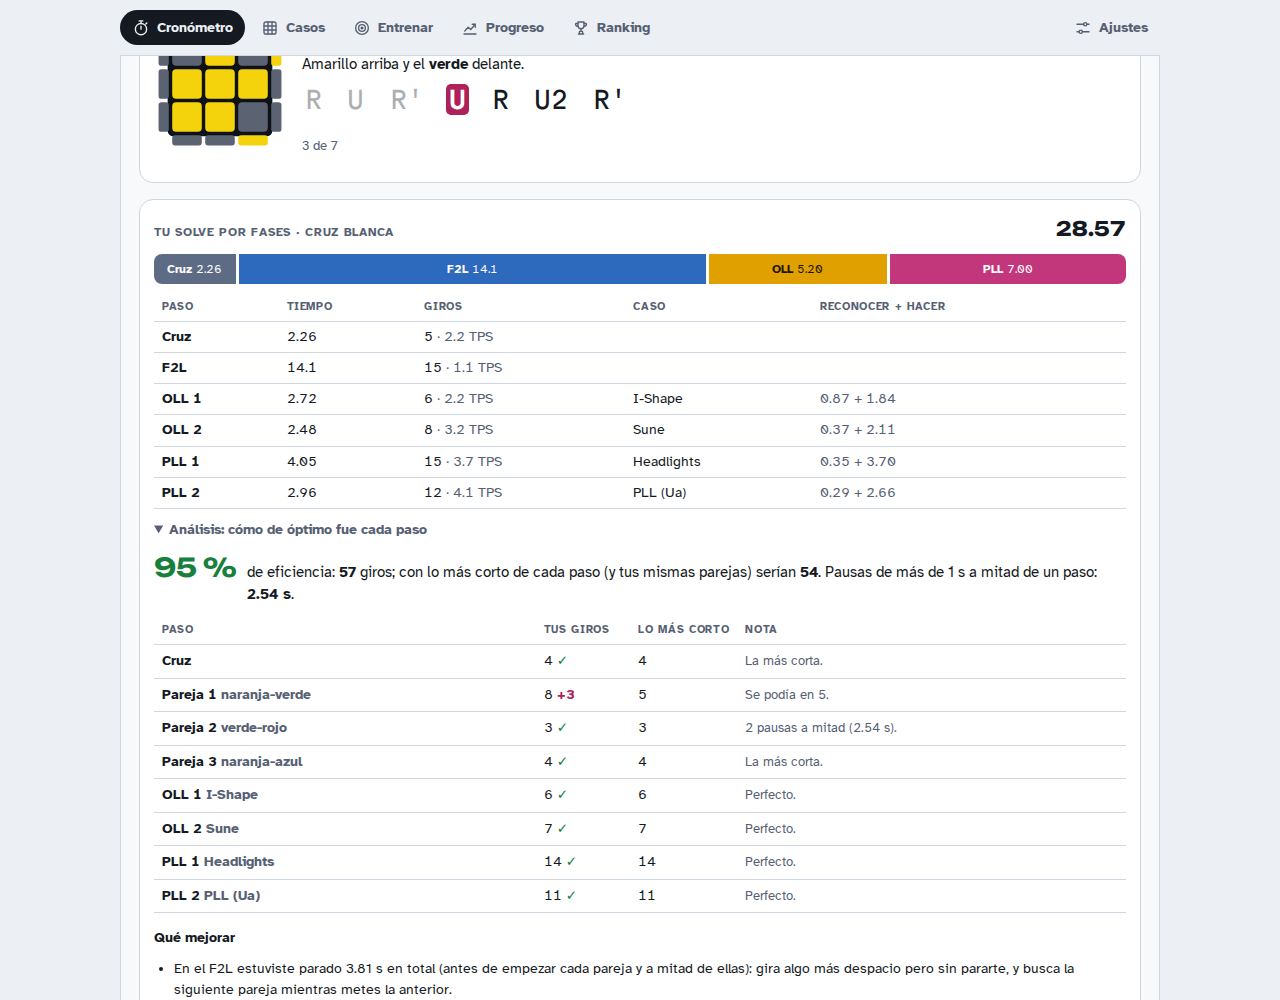 Cronómetro Casos Entrenar Progreso Ranking Ajustes
Amarillo arriba y el verde delante.
R U R' U R U2 R'
3 de 7
TU SOLVE POR FASES · CRUZ BLANCA 28.57
Cruz 2.26 F2L 14.1 OLL 5.20 PLL 7.00
PASO TIEMPO GIROS CASO RECONOCER + HACER
Cruz 2.26 5 · 2.2 TPS
F2L 14.1 15 · 1.1 TPS
OLL 1 2.72 6 · 2.2 TPS I-Shape 0.87 + 1.84
OLL 2 2.48 8 · 3.2 TPS Sune 0.37 + 2.11
PLL 1 4.05 15 · 3.7 TPS Headlights 0.35 + 3.70
PLL 2 2.96 12 · 4.1 TPS PLL (Ua) 0.29 + 2.66
▼ Análisis: cómo de óptimo fue cada paso
95 % de eficiencia: 57 giros; con lo más corto de cada paso (y tus mismas parejas) serían 54. Pausas de más de 1 s a mitad de un paso:
2.54 s.
PASO TUS GIROS LO MÁS CORTO NOTA
Cruz 4 ✓ 4 La más corta.
Pareja 1 naranja-verde 8 +3 5 Se podía en 5.
Pareja 2 verde-rojo 3 ✓ 3 2 pausas a mitad (2.54 s).
Pareja 3 naranja-azul 4 ✓ 4 La más corta.
OLL 1 I-Shape 6 ✓ 6 Perfecto.
OLL 2 Sune 7 ✓ 7 Perfecto.
PLL 1 Headlights 14 ✓ 14 Perfecto.
PLL 2 PLL (Ua) 11 ✓ 11 Perfecto.
Qué mejorar
• En el F2L estuviste parado 3.81 s en total (antes de empezar cada pareja y a mitad de ellas): gira algo más despacio pero sin pararte, y busca la
siguiente pareja mientras metes la anterior.